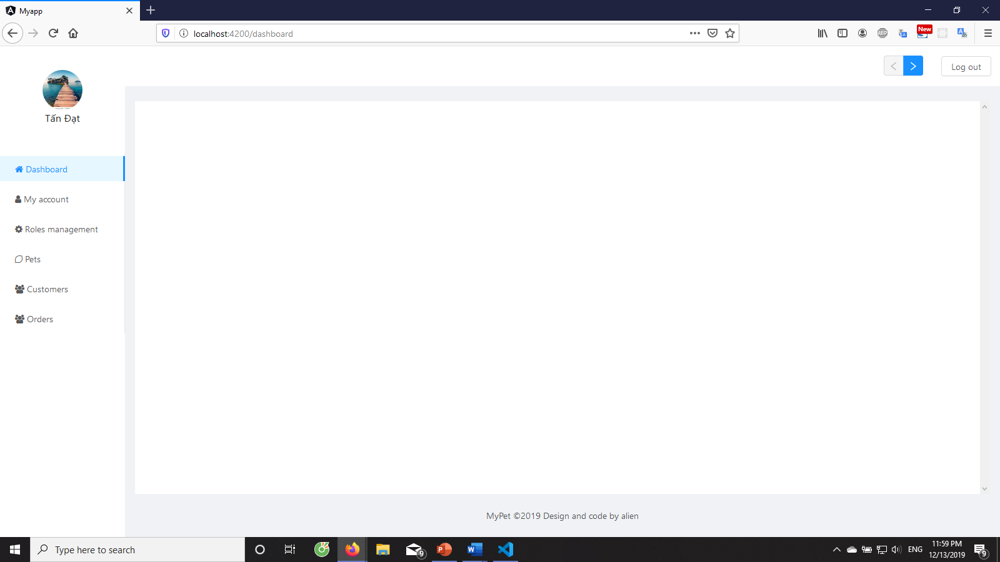 Myapp
localhost:4200/dashboard
ABP
New
Log out
Tấn Đạt
Dashboard
My account
Roles management
Pets
Customers
Orders
MyPet ©2019 Design and code by alien
Type here to search
9
ENG
11:59 PM
12/13/2019
9